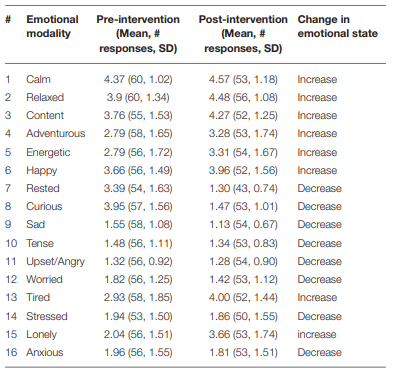 # Emotional modality Pre-intervention (Mean, # responses, SD) Post-intervention (Mean, # responses, SD) Change in emotional state
1 Calm 4.37 (60, 1.02) 4.57 (53, 1.18) Increase
2 Relaxed 3.9 (60, 1.34) 4.48 (56, 1.08) Increase
3 Content 3.76 (55, 1.53) 4.27 (52, 1.25) Increase
4 Adventurous 2.79 (58, 1.65) 3.28 (53, 1.74) Increase
5 Energetic 2.79 (56, 1.72) 3.31 (54, 1.67) Increase
6 Happy 3.66 (56, 1.49) 3.96 (52, 1.56) Increase
7 Rested 3.39 (54, 1.63) 1.30 (43, 0.74) Decrease
8 Curious 3.95 (57, 1.56) 1.47 (53, 1.01) Decrease
9 Sad 1.55 (58, 1.08) 1.13 (54, 0.67) Decrease
10 Tense 1.48 (56, 1.11) 1.34 (53, 0.83) Decrease
11 Upset/Angry 1.32 (56, 0.92) 1.28 (54, 0.90) Decrease
12 Worried 1.82 (56, 1.25) 1.42 (53, 1.12) Decrease
13 Tired 2.93 (58, 1.85) 4.00 (52, 1.44) Increase
14 Stressed 1.94 (53, 1.50) 1.86 (50, 1.55) Decrease
15 Lonely 2.04 (56, 1.51) 3.66 (53, 1.74) increase
16 Anxious 1.96 (56, 1.55) 1.81 (53, 1.51) Decrease